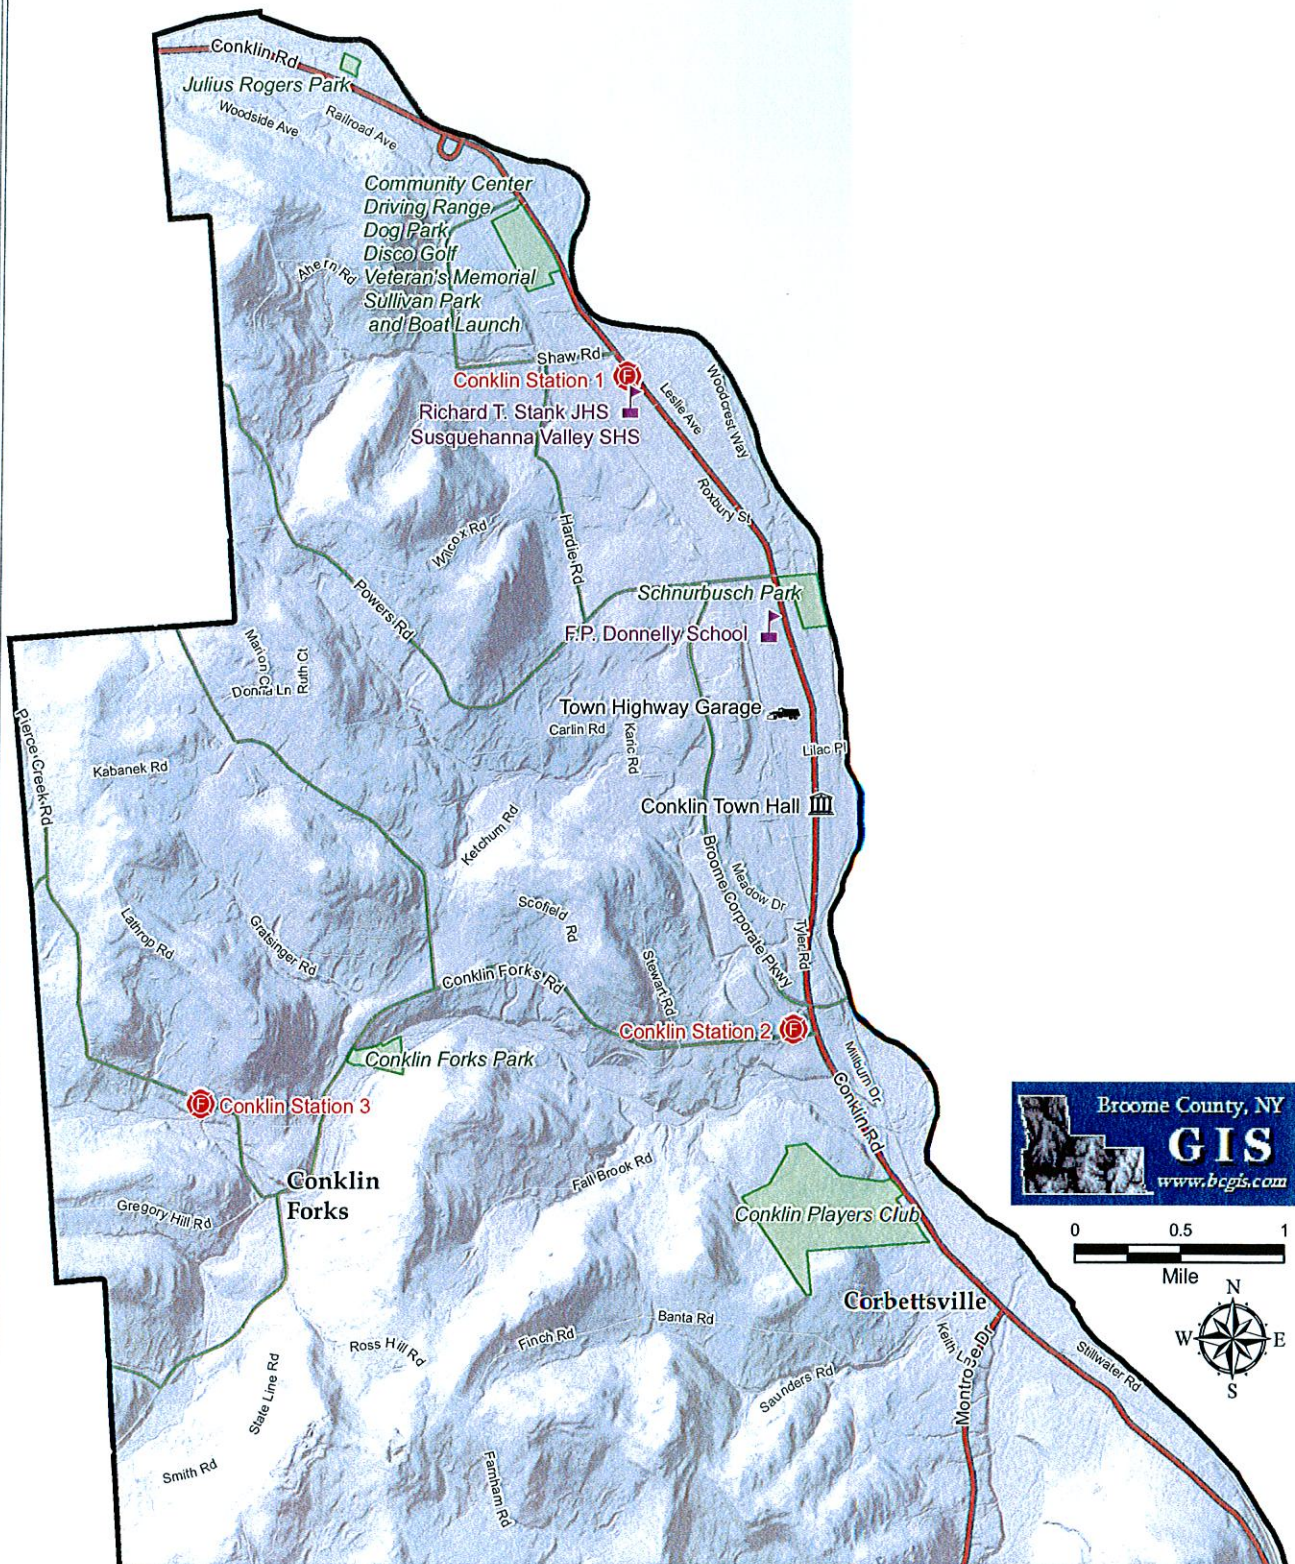 Conklin Rd
Julius Rogers Park
Woodside Ave
Railroad Ave
Community Center
Driving Range
Dog Park
Disco Golf
Veteran's Memorial
Sullivan Park
and Boat Launch
Ahern Rd
Shaw Rd
Conklin Station 1
F
Richard T. Stank JHS
Susquehanna Valley SHS
Leslie Ave
Woodcrest Way
Roxbury St
Wilcox Rd
Hardie Rd
Powers Rd
Schnurbusch Park
F.P. Donnelly School
Marion Ct
Donna Ln
Ruth Ct
Town Highway Garage
Carlin Rd
Karic Rd
Lilac Pl
Pierce Creek Rd
Kabanek Rd
Conklin Town Hall
Ketchum Rd
Broome Corporate Pkwy
Meadow Dr
Scofield Rd
Tyler Rd
Lathrop Rd
Gratsinger Rd
Stewart Rd
Conklin Forks Rd
Conklin Station 2
F
Conklin Forks Park
Millburn Dr
Conklin Rd
F
Conklin Station 3
Conklin
Forks
Gregory Hill Rd
Fall Brook Rd
Conklin Players Club
Broome County, NY
GIS
www.bcgis.com
0 0.5 1
Mile
N
W E
S
Corbettsville
Keith Ln
Montrose Dr
Stillwater Rd
Banta Rd
Finch Rd
Ross Hill Rd
Saunders Rd
State Line Rd
Smith Rd
Farnham Rd